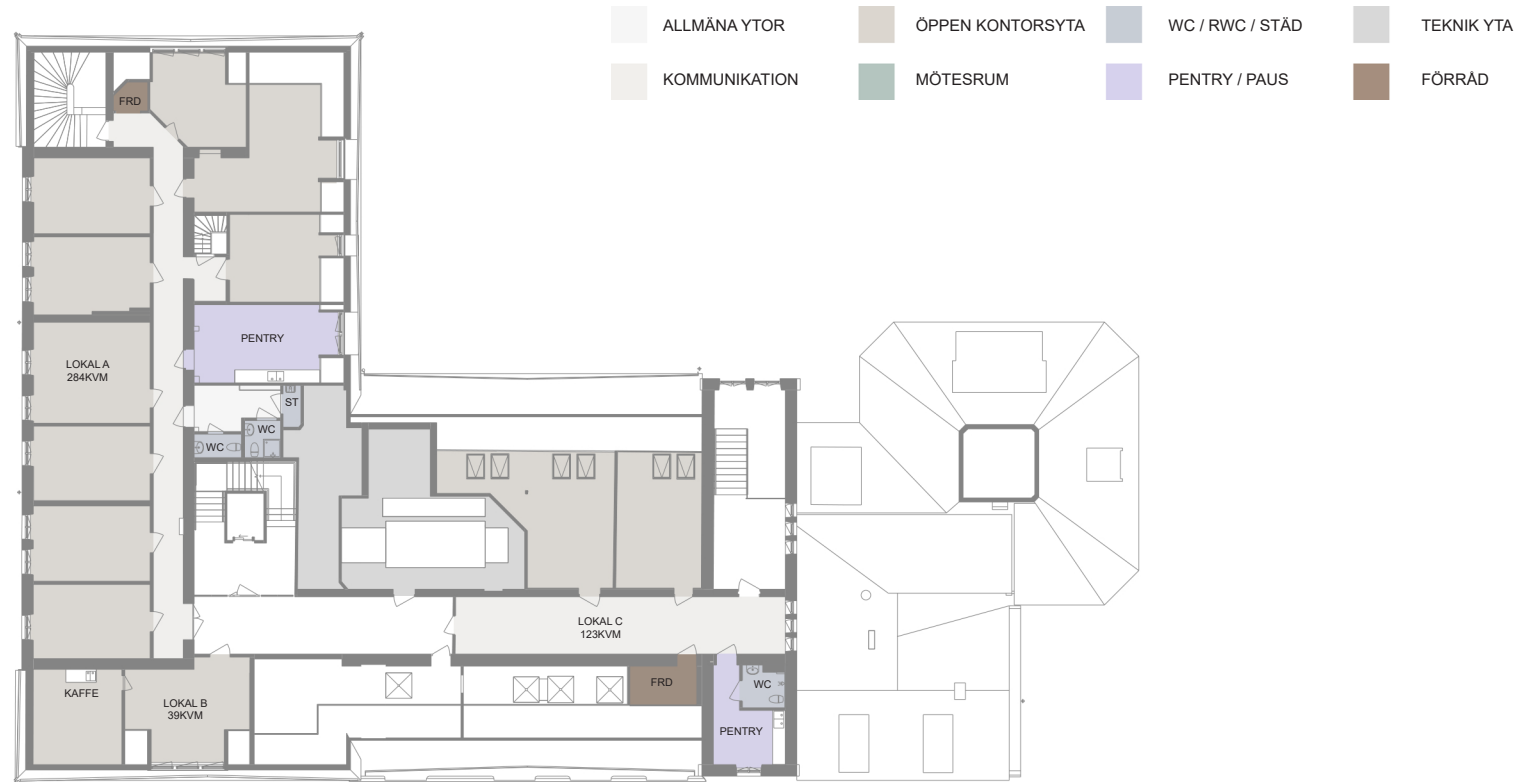 ALLMÄNA YTOR
ÖPPEN KONTORSYTA
WC / RWC / STÄD
TEKNIK YTA
KOMMUNIKATION
MÖTESRUM
PENTRY / PAUS
FÖRRÅD
FRD
PENTRY
LOKAL A
284KVM
ST
WC
WC
LOKAL C
123KVM
KAFFE
LOKAL B
39KVM
FRD
WC
PENTRY